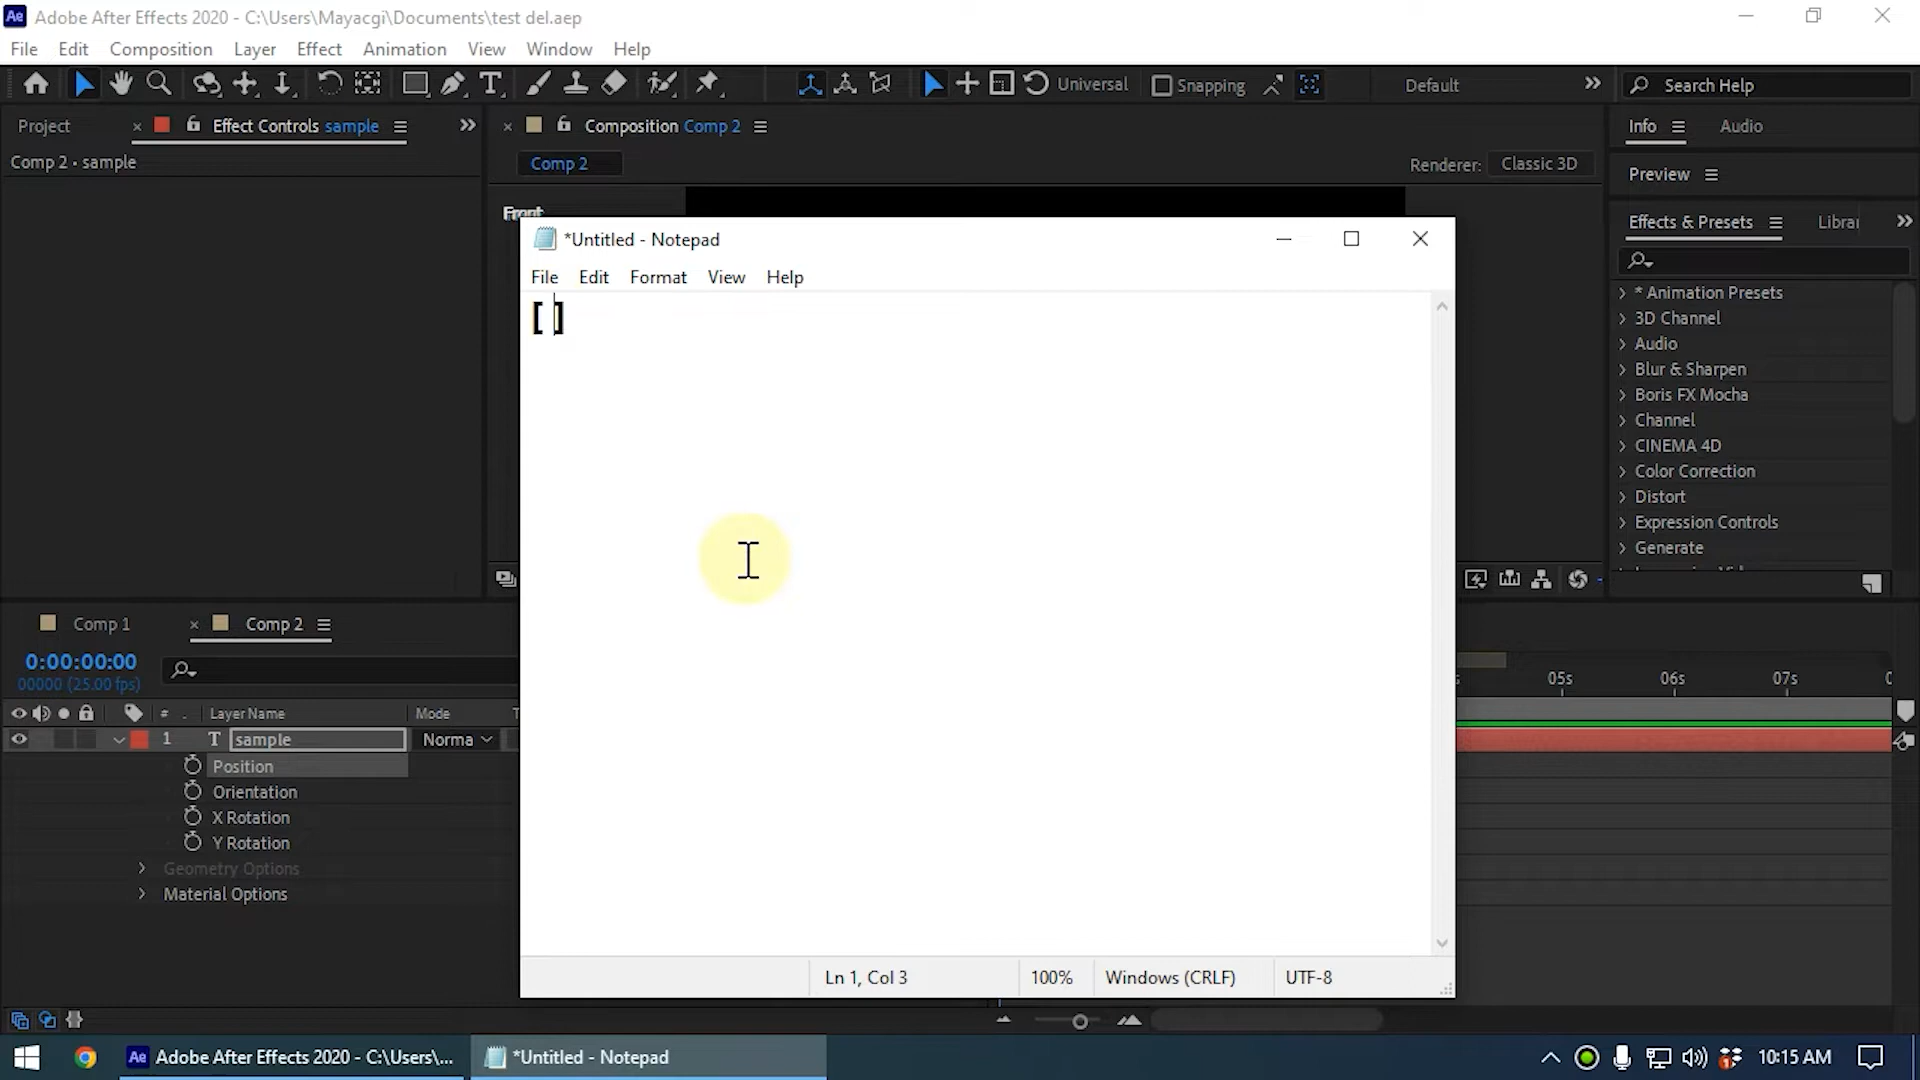 Ae Adobe After Effects 2020 - C:\Users\Mayacgi\Documents\test del.aep
File Edit Composition Layer Effect Animation View Window Help
Universal Snapping Default Search Help
Project Effect Controls sample Composition Comp 2 Info Audio
Comp 2 • sample Comp 2 Renderer: Classic 3D
Preview
Front
Effects & Presets Librar
*Untitled - Notepad
File Edit Format View Help
[ ]
* Animation Presets
3D Channel
Audio
Blur & Sharpen
Boris FX Mocha
Channel
CINEMA 4D
Color Correction
Distort
Expression Controls
Generate
Comp 1 Comp 2
0:00:00:00
00000 (25.00 fps)
05s 06s 07s
# . Layer Name Mode T
1 T sample Norma
Position
Orientation
X Rotation
Y Rotation
Geometry Options
Material Options
Ln 1, Col 3 100% Windows (CRLF) UTF-8
Ae Adobe After Effects 2020 - C:\Users\... *Untitled - Notepad 10:15 AM